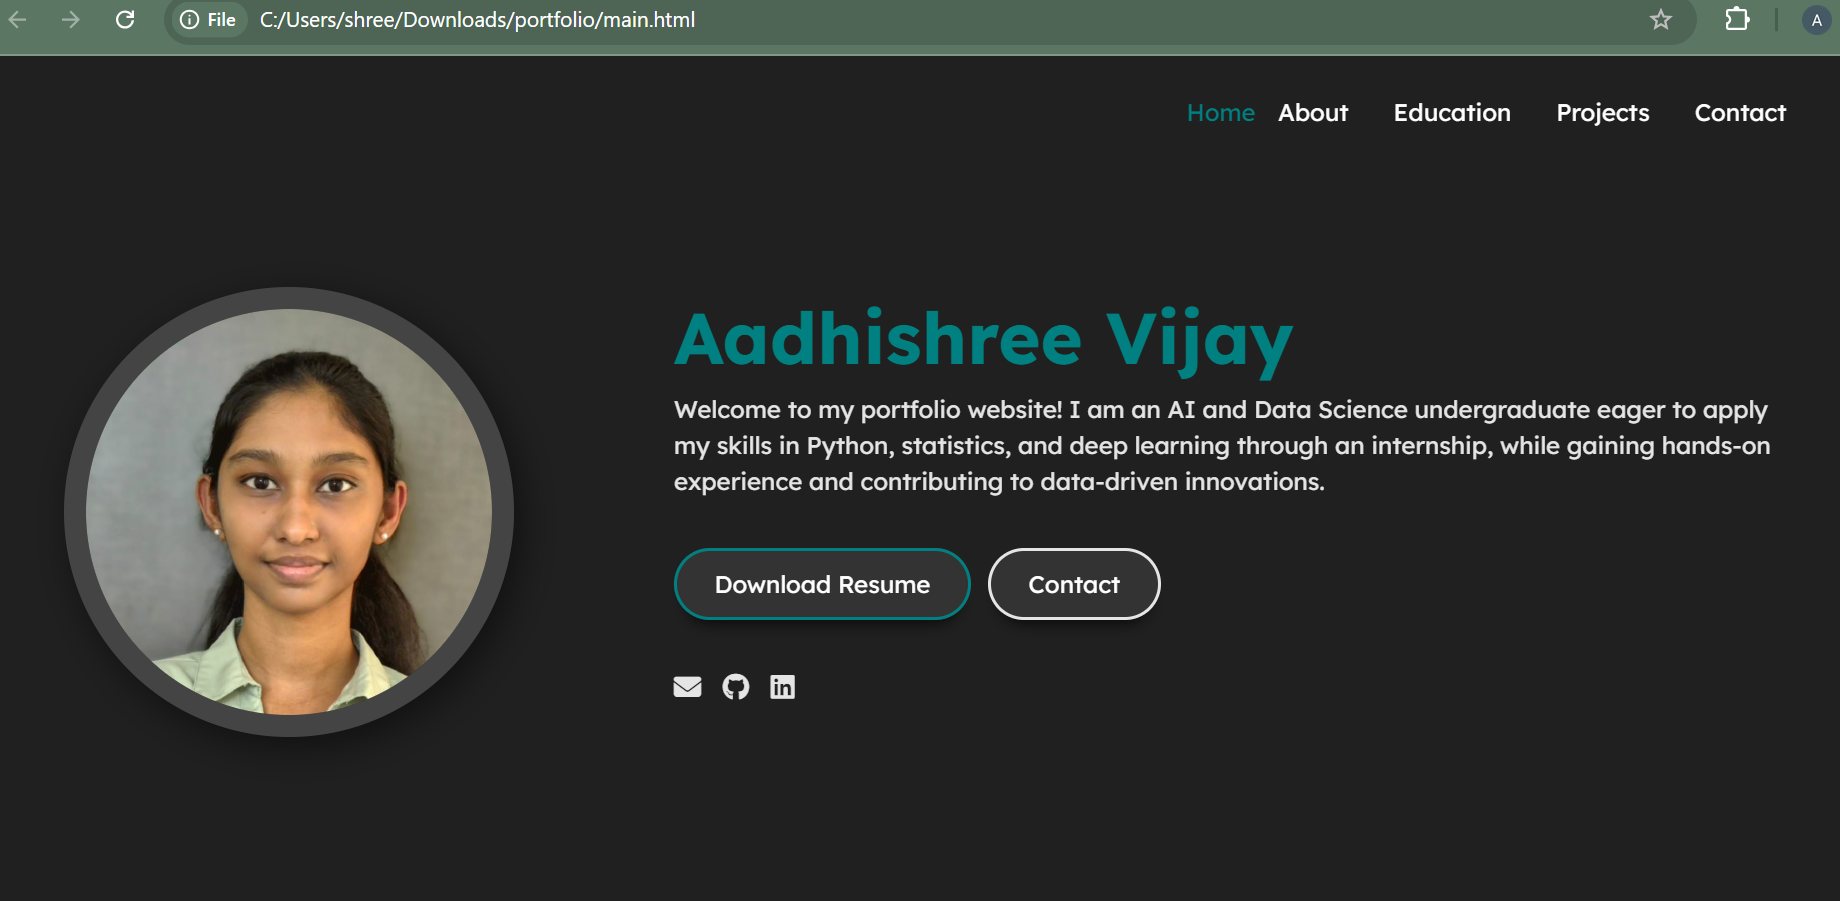 File C:/Users/shree/Downloads/portfolio/main.html A
Home About Education Projects Contact
Aadhishree Vijay
Welcome to my portfolio website! I am an AI and Data Science undergraduate eager to apply
my skills in Python, statistics, and deep learning through an internship, while gaining hands-on
experience and contributing to data-driven innovations.
Download Resume Contact
in